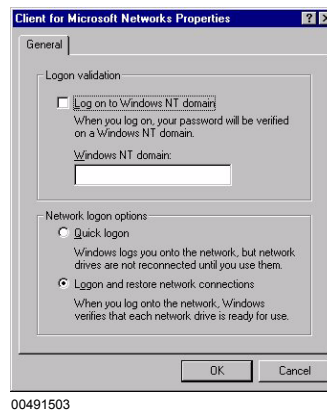 Client for Microsoft Networks Properties
General
Logon validation
Log on to Windows NT domain
When you log on, your password will be verified
on a Windows NT domain.
Windows NT domain:
Network logon options
Quick logon
Windows logs you onto the network, but network
drives are not reconnected until you use them.
Logon and restore network connections
When you log onto the network, Windows
verifies that each network drive is ready for use.
OK
Cancel
00491503